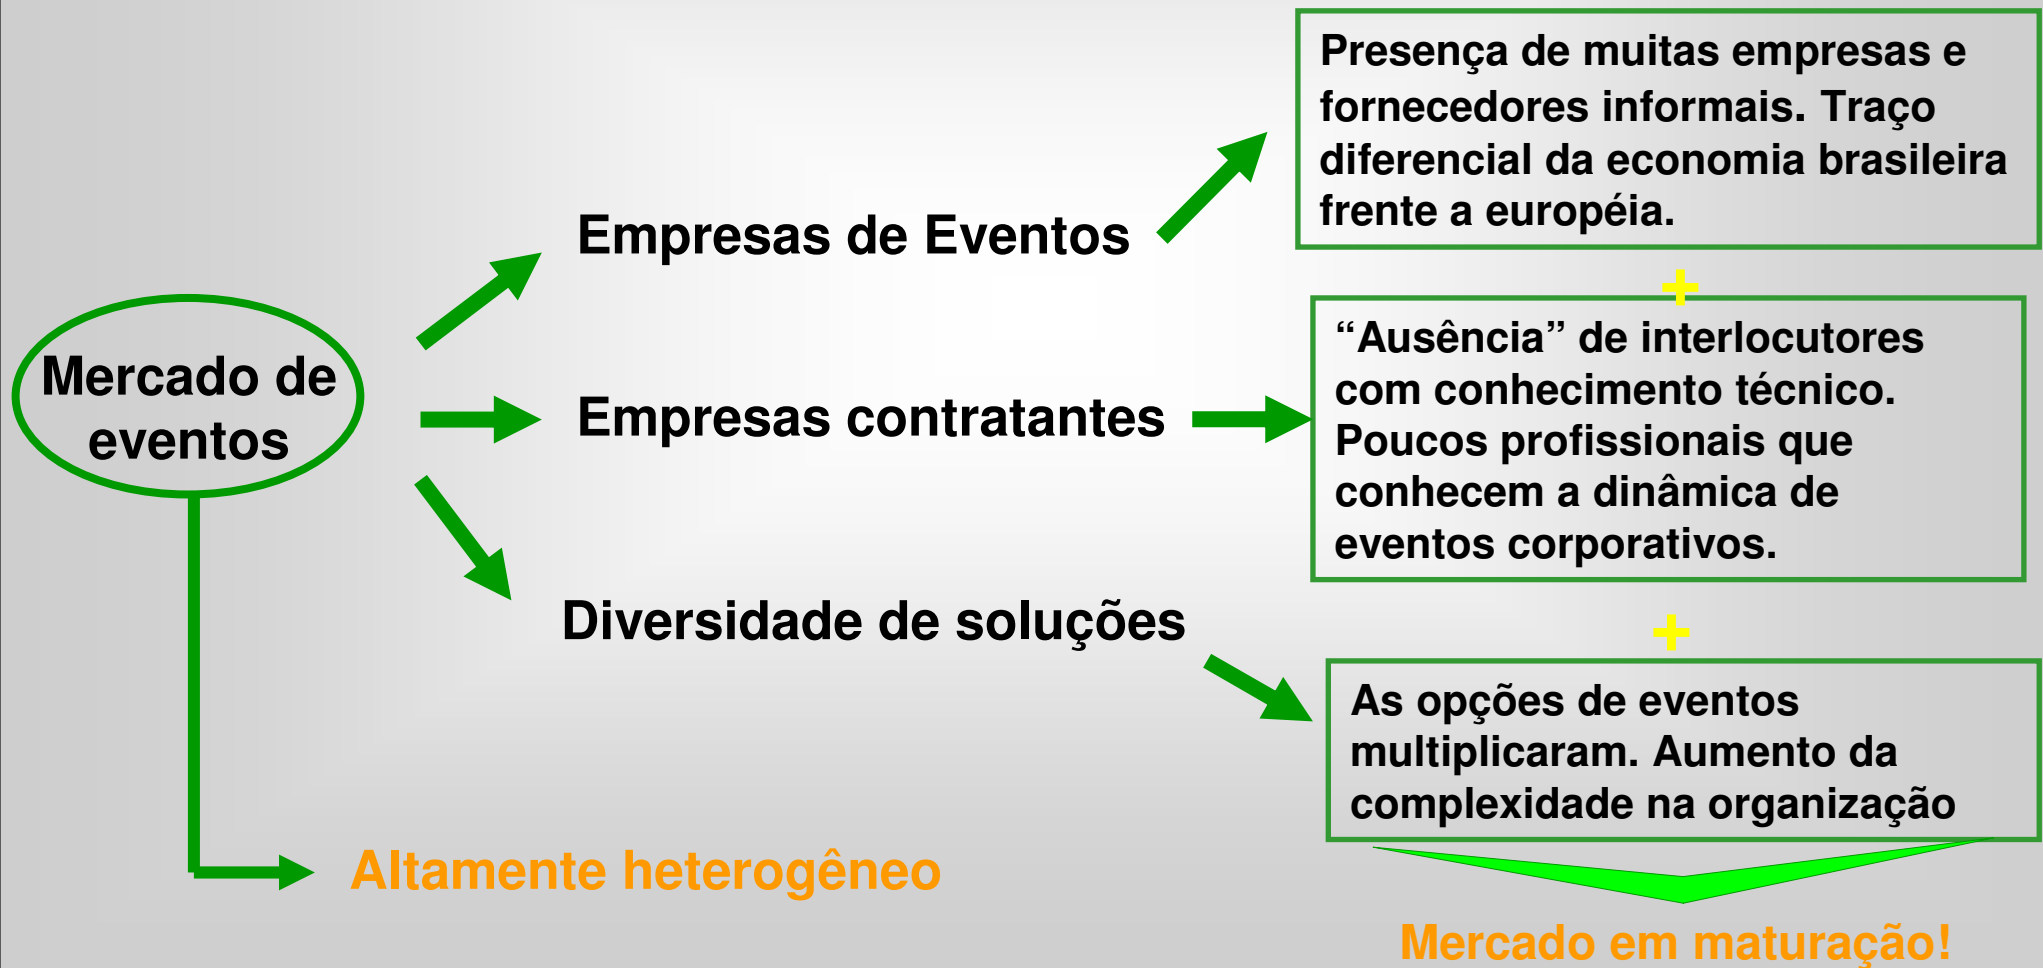 Mercado de
eventos
Empresas de Eventos
Presença de muitas empresas e
fornecedores informais. Traço
diferencial da economia brasileira
frente a européia.
+
Empresas contratantes
“Ausência” de interlocutores
com conhecimento técnico.
Poucos profissionais que
conhecem a dinâmica de
eventos corporativos.
+
Diversidade de soluções
As opções de eventos
multiplicaram. Aumento da
complexidade na organização
Altamente heterogêneo
Mercado em maturação!